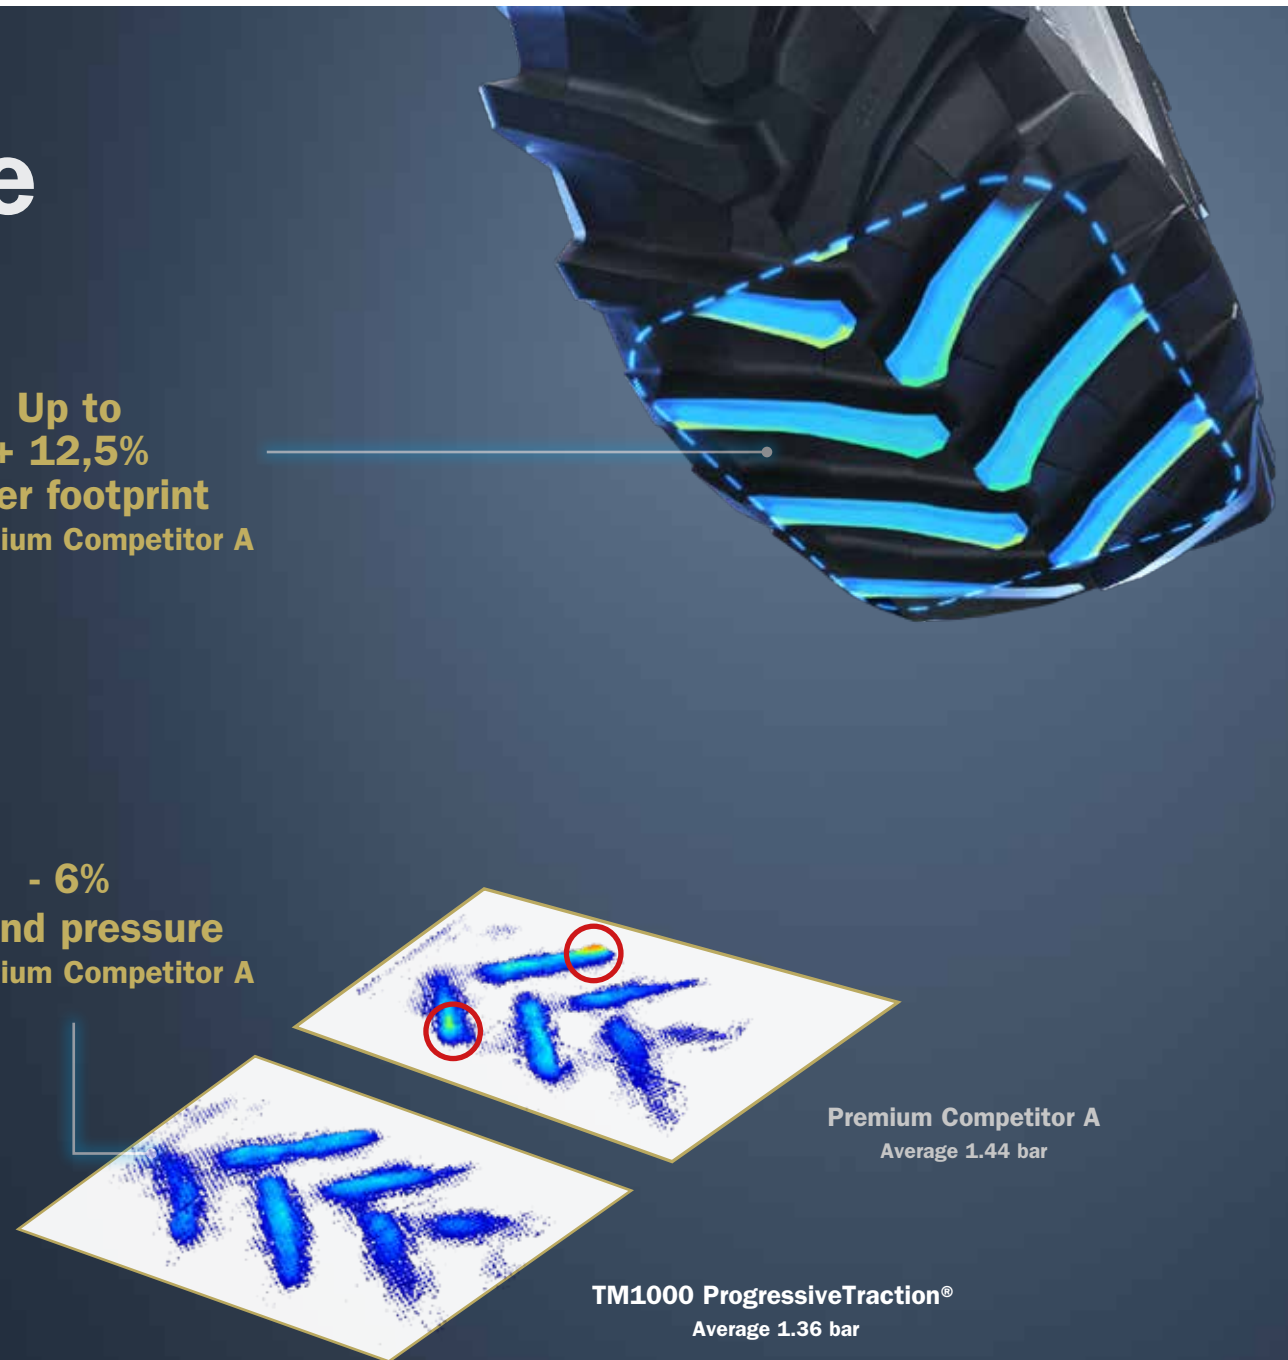 e
Up to
+ 12,5%
er footprint
ium Competitor A
- 6%
nd pressure
ium Competitor A
Premium Competitor A
Average 1.44 bar
TM1000 ProgressiveTraction®
Average 1.36 bar